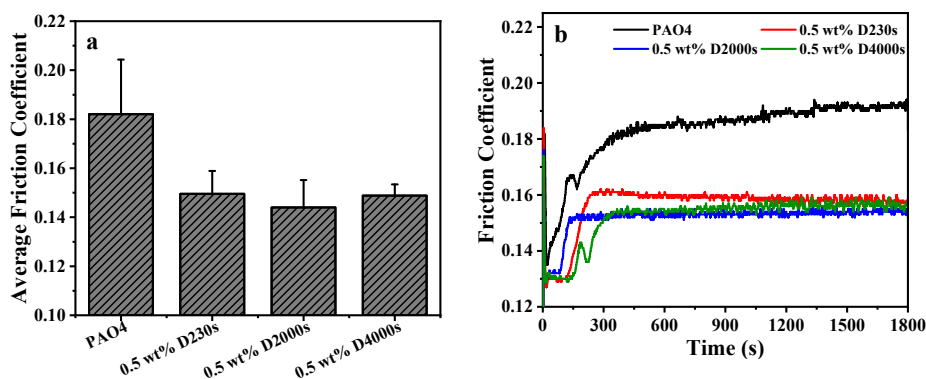 a
Average Friction Coefficient
0.22
0.20
0.18
0.16
0.14
0.12
0.10
PAO4
0.5 wt% D230s
0.5 wt% D2000s
0.5 wt% D4000s
b
PAO4
0.5 wt% D230s
0.5 wt% D2000s
0.5 wt% D4000s
Friction Coefficient
0.20
0.18
0.16
0.14
0.12
0
300
600
900
1200
1500
1800
Time (s)